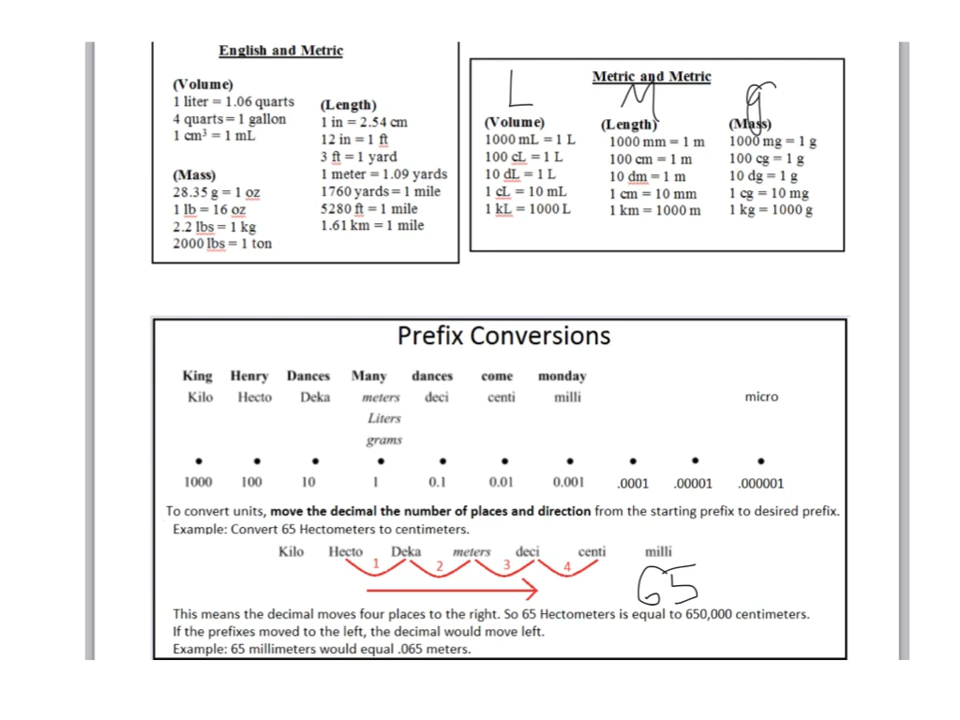 English and Metric
(Volume)
1 liter = 1.06 quarts
4 quarts = 1 gallon
1 cm³ = 1 mL
(Mass)
28.35 g = 1 oz
1 lb = 16 oz
2.2 lbs = 1 kg
2000 lbs = 1 ton
(Length)
1 in = 2.54 cm
12 in = 1 ft
3 ft = 1 yard
1 meter = 1.09 yards
1760 yards = 1 mile
5280 ft = 1 mile
1.61 km = 1 mile
Metric and Metric
L M g
(Volume)
1000 mL = 1 L
100 cL = 1 L
10 dL = 1 L
1 cL = 10 mL
1 kL = 1000 L
(Length)
1000 mm = 1 m
100 cm = 1 m
10 dm = 1 m
1 cm = 10 mm
1 km = 1000 m
(Mass)
1000 mg = 1 g
100 cg = 1 g
10 dg = 1 g
1 cg = 10 mg
1 kg = 1000 g
Prefix Conversions
King Henry Dances Many dances come monday
Kilo Hecto Deka meters deci centi milli micro
Liters
grams
1000 100 10 1 0.1 0.01 0.001 .0001 .00001 .000001
To convert units, move the decimal the number of places and direction from the starting prefix to desired prefix.
Example: Convert 65 Hectometers to centimeters.
Kilo Hecto Deka meters deci centi milli
1 2 3 4
65
This means the decimal moves four places to the right. So 65 Hectometers is equal to 650,000 centimeters.
If the prefixes moved to the left, the decimal would move left.
Example: 65 millimeters would equal .065 meters.